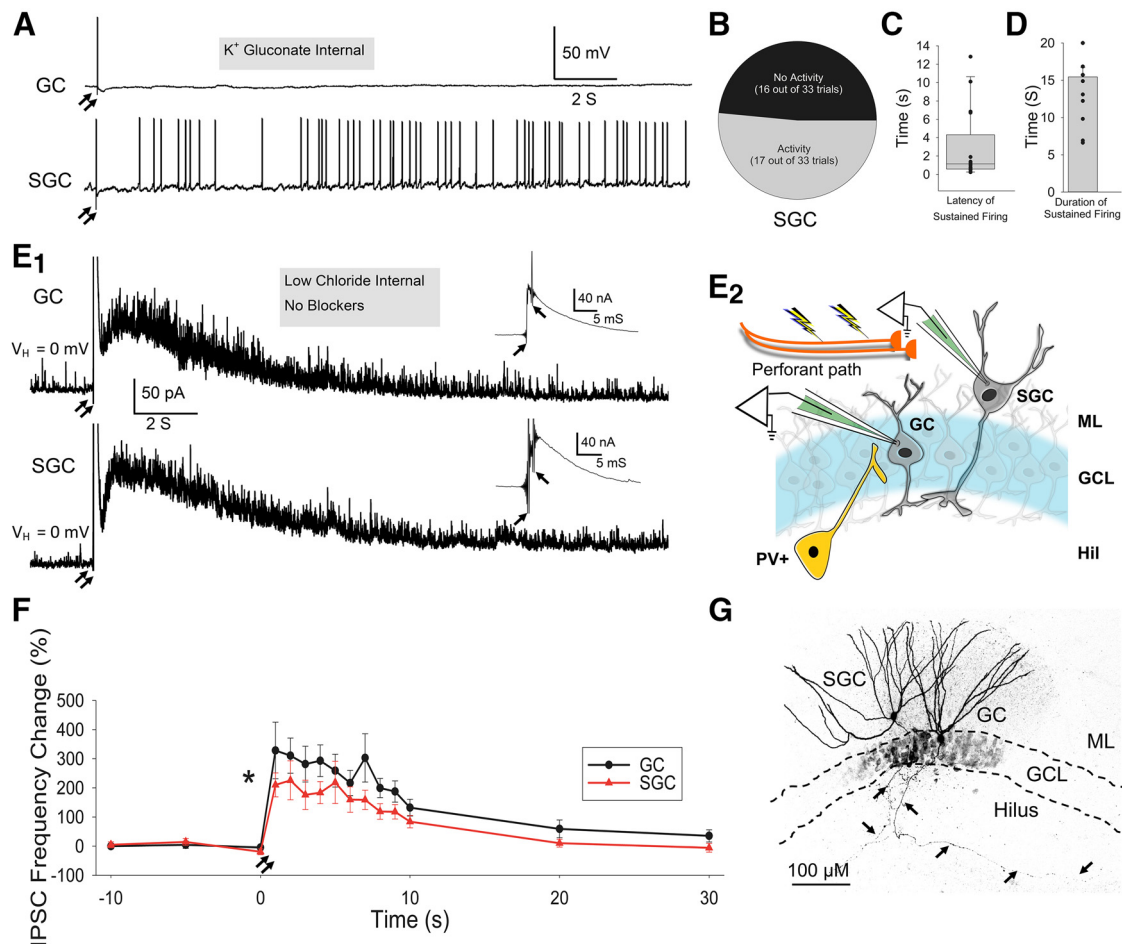 A
K+ Gluconate Internal
50 mV
2 S
GC
SGC
B
No Activity
(16 out of 33 trials)
Activity
(17 out of 33 trials)
SGC
C
Time (s)
14
12
10
8
6
4
2
0
Latency of
Sustained Firing
D
Time (S)
20
15
10
5
0
Duration of
Sustained Firing
E1
GC
Low Chloride Internal
No Blockers
40 nA
5 mS
VH = 0 mV
50 pA
2 S
SGC
40 nA
5 mS
VH = 0 mV
E2
Perforant path
SGC
GC
ML
GCL
PV+
Hil
F
IPSC Frequency Change (%)
500
400
300
200
100
0
-100
*
GC
SGC
-10
0
10
20
30
Time (s)
G
SGC
GC
ML
GCL
Hilus
100 µM